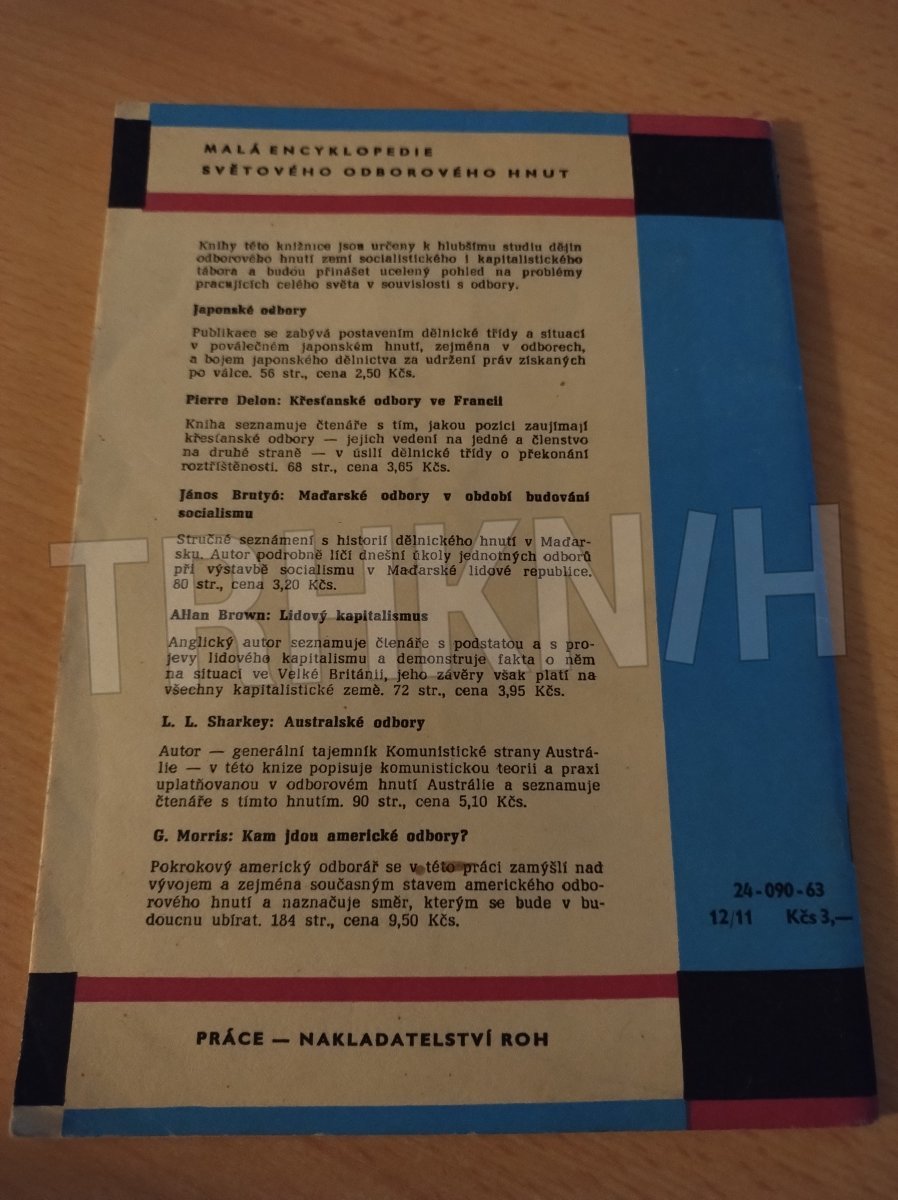 MALÁ ENCYKLOPEDIE
SVĚTOVÉHO ODBOROVÉHO HNUT
Knihy této knižnice jsou určeny k hlubšímu studiu dějin
odborového hnutí zemí socialistického i kapitalistického
tábora a budou přinášet ucelený pohled na problémy
pracujících celého světa v souvislosti s odbory.
Japonské odbory
Publikace se zabývá postavením dělnické třídy a situací
v poválečném japonském hnutí, zejména v odborech,
a bojem japonského dělnictva za udržení práv získaných
po válce. 56 str., cena 2,50 Kčs.
Pierre Delon: Křesťanské odbory ve Francii
Kniha seznamuje čtenáře s tím, jakou pozici zaujímají
křesťanské odbory — jejich vedení na jedné a členstvo
na druhé straně — v úsilí dělnické třídy o překonání
roztříštěnosti. 68 str., cena 3,65 Kčs.
János Brutyó: Maďarské odbory v období budování
socialismu
Stručné seznámení s historií dělnického hnutí v Maďar-
sku. Autor podrobně líčí dnešní úkoly jednotných odborů
při výstavbě socialismu v Maďarské lidové republice.
80 str., cena 3,20 Kčs.
Allan Brown: Lidový kapitalismus
Anglický autor seznamuje čtenáře s podstatou a s pro-
jevy lidového kapitalismu a demonstruje fakta o něm
na situaci ve Velké Británii, jeho závěry však platí na
všechny kapitalistické země. 72 str., cena 3,95 Kčs.
L. L. Sharkey: Australské odbory
Autor — generální tajemník Komunistické strany Austrá-
lie — v této knize popisuje komunistickou teorii a praxi
uplatňovanou v odborovém hnutí Austrálie a seznamuje
čtenáře s tímto hnutím. 90 str., cena 5,10 Kčs.
G. Morris: Kam jdou americké odbory?
Pokrokový americký odborář se v této práci zamýšlí nad
vývojem a zejména současným stavem amerického odbo-
rového hnutí a naznačuje směr, kterým se bude v bu-
doucnu ubírat. 184 str., cena 9,50 Kčs.
24-090-63
12/11 Kčs 3,—
PRÁCE — NAKLADATELSTVÍ ROH
TRHKN/H